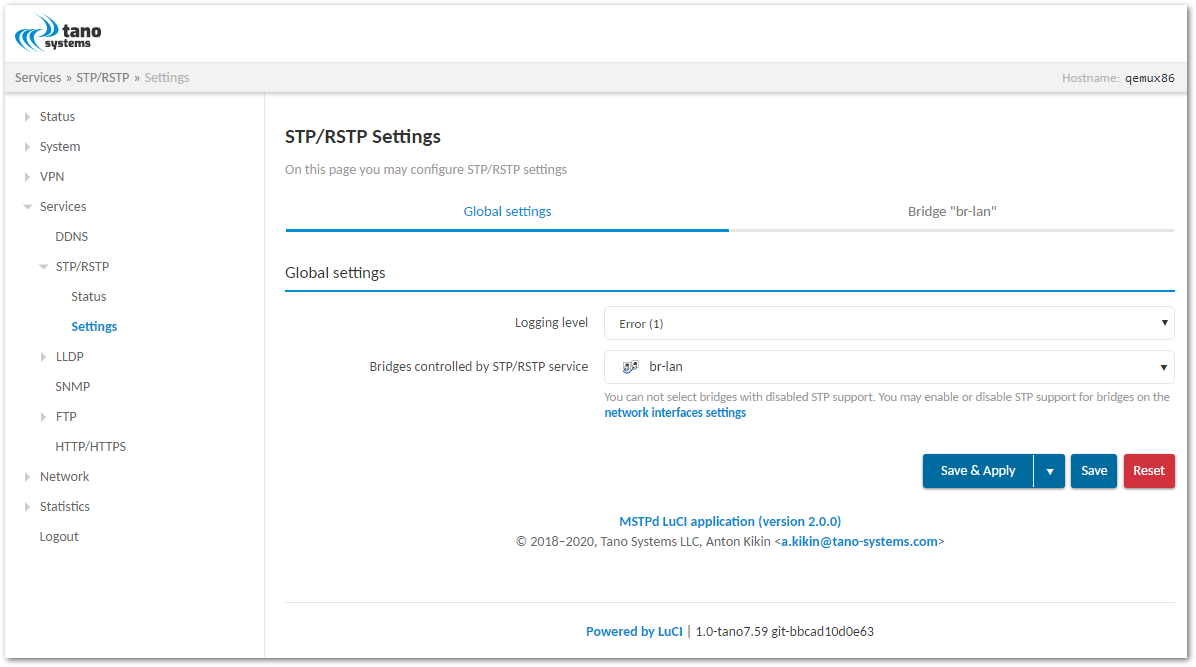 tano
systems
Services » STP/RSTP » Settings
Hostname: qemux86
Status
System
VPN
Services
DDNS
STP/RSTP
Status
Settings
LLDP
SNMP
FTP
HTTP/HTTPS
Network
Statistics
Logout
STP/RSTP Settings
On this page you may configure STP/RSTP settings
Global settings
Bridge "br-lan"
Global settings
Logging level
Error (1)
Bridges controlled by STP/RSTP service
br-lan
You can not select bridges with disabled STP support. You may enable or disable STP support for bridges on the
network interfaces settings
Save & Apply
Save
Reset
MSTPd LuCI application (version 2.0.0)
© 2018–2020, Tano Systems LLC, Anton Kikin <a.kikin@tano-systems.com>
Powered by LuCI | 1.0-tano7.59 git-bbcad10d0e63